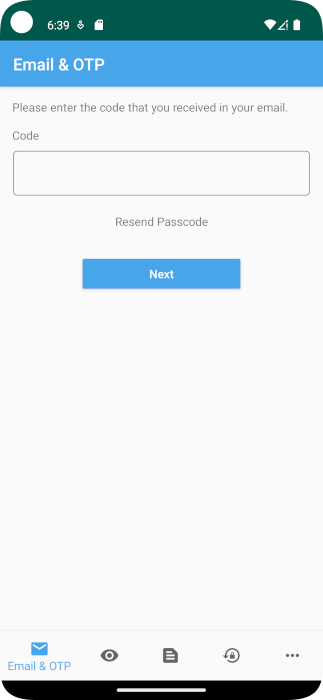 6:39
Email & OTP
Please enter the code that you received in your email.
Code
Resend Passcode
Next
Email & OTP